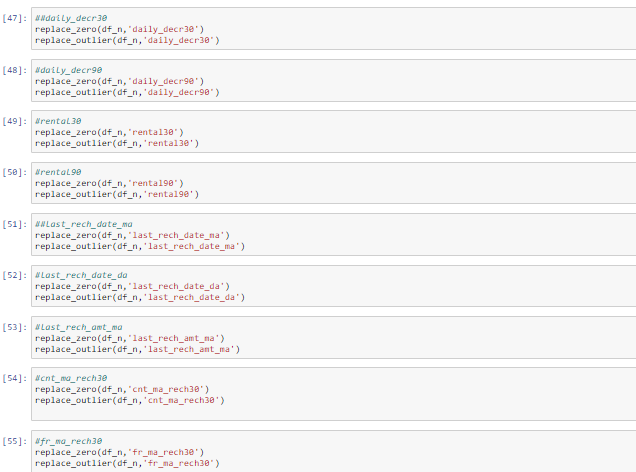 [47]: ##daily_decr30
replace_zero(df_n,'daily_decr30')
replace_outlier(df_n,'daily_decr30')
[48]: #daily_decr90
replace_zero(df_n,'daily_decr90')
replace_outlier(df_n,'daily_decr90')
[49]: #rental30
replace_zero(df_n,'rental30')
replace_outlier(df_n,'rental30')
[50]: #rental90
replace_zero(df_n,'rental90')
replace_outlier(df_n,'rental90')
[51]: ##last_rech_date_ma
replace_zero(df_n,'last_rech_date_ma')
replace_outlier(df_n,'last_rech_date_ma')
[52]: #last_rech_date_da
replace_zero(df_n,'last_rech_date_da')
replace_outlier(df_n,'last_rech_date_da')
[53]: #last_rech_amt_ma
replace_zero(df_n,'last_rech_amt_ma')
replace_outlier(df_n,'last_rech_amt_ma')
[54]: #cnt_ma_rech30
replace_zero(df_n,'cnt_ma_rech30')
replace_outlier(df_n,'cnt_ma_rech30')
[55]: #fr_ma_rech30
replace_zero(df_n,'fr_ma_rech30')
replace_outlier(df_n,'fr_ma_rech30')